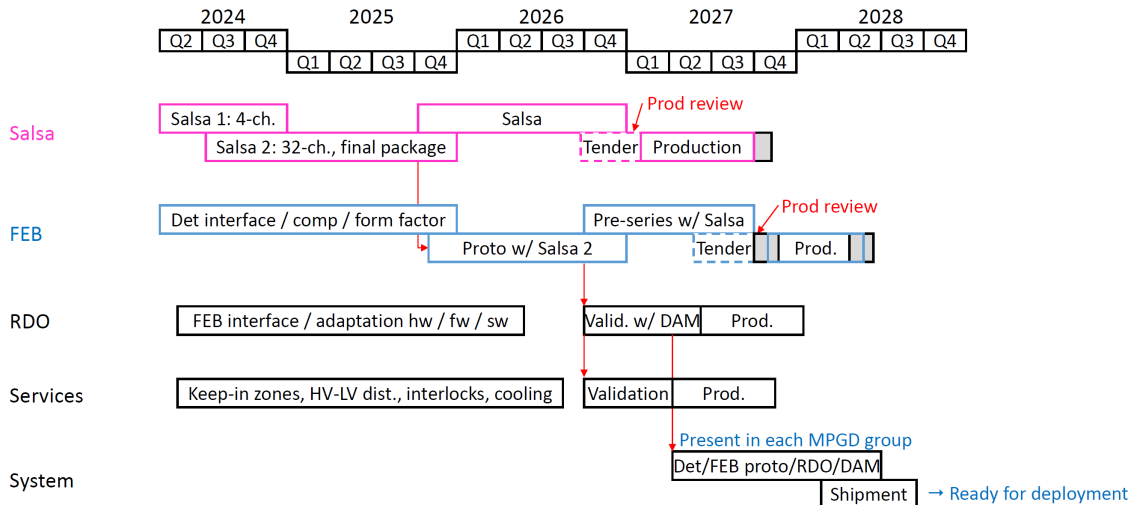 2024 2025 2026 2027 2028
Q2 Q3 Q4 Q1 Q2 Q3 Q4 Q1 Q2 Q3 Q4
Q1 Q2 Q3 Q4 Q1 Q2 Q3 Q4
Prod review
Salsa Salsa 1: 4-ch. Salsa
Salsa 2: 32-ch., final package Tender Production
Prod review
FEB Det interface / comp / form factor Pre-series w/ Salsa
Proto w/ Salsa 2 Tender Prod.
RDO FEB interface / adaptation hw / fw / sw Valid. w/ DAM Prod.
Services Keep-in zones, HV-LV dist., interlocks, cooling Validation Prod.
Present in each MPGD group
System Det/FEB proto/RDO/DAM
Shipment → Ready for deployment